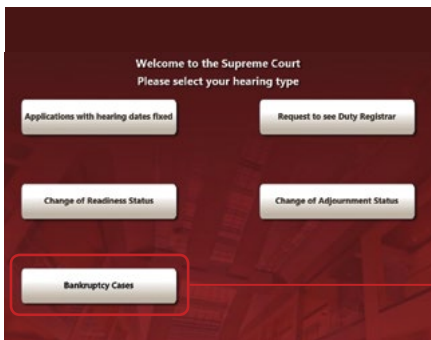 Welcome to the Supreme Court
Please select your hearing type
Applications with hearing dates fixed
Request to see Duty Registrar
Change of Readiness Status
Change of Adjournment Status
Bankruptcy Cases